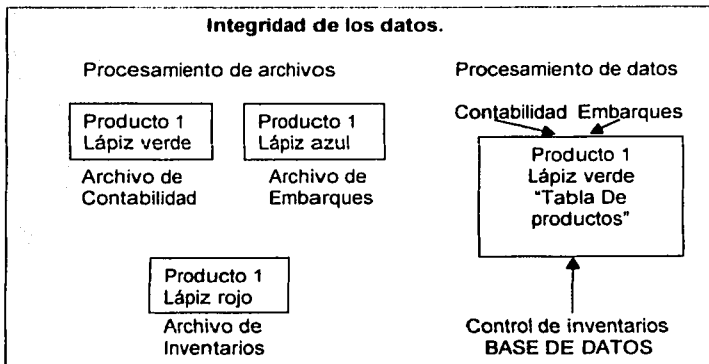 Integridad de los datos.
Procesamiento de archivos
Producto 1
Lápiz verde
Archivo de
Contabilidad
Producto 1
Lápiz azul
Archivo de
Embarques
Producto 1
Lápiz rojo
Archivo de
Inventarios
Procesamiento de datos
Contabilidad Embarques
Producto 1
Lápiz verde
"Tabla De
productos"
Control de inventarios
BASE DE DATOS